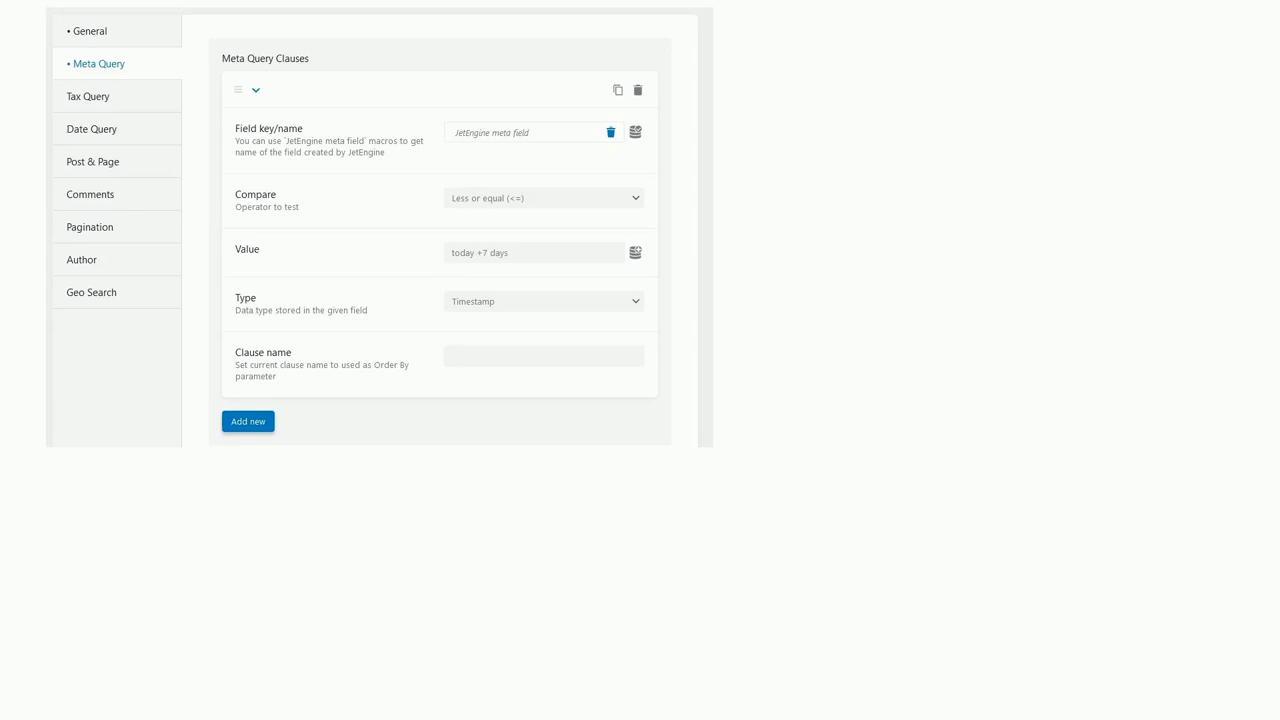 • General
• Meta Query
Tax Query
Date Query
Post & Page
Comments
Pagination
Author
Geo Search
Meta Query Clauses
Field key/name
You can use `JetEngine meta field` macros to get
name of the field created by JetEngine
JetEngine meta field
Compare
Operator to test
Less or equal (<=)
Value
today +7 days
Type
Data type stored in the given field
Timestamp
Clause name
Set current clause name to used as Order By
parameter
Add new